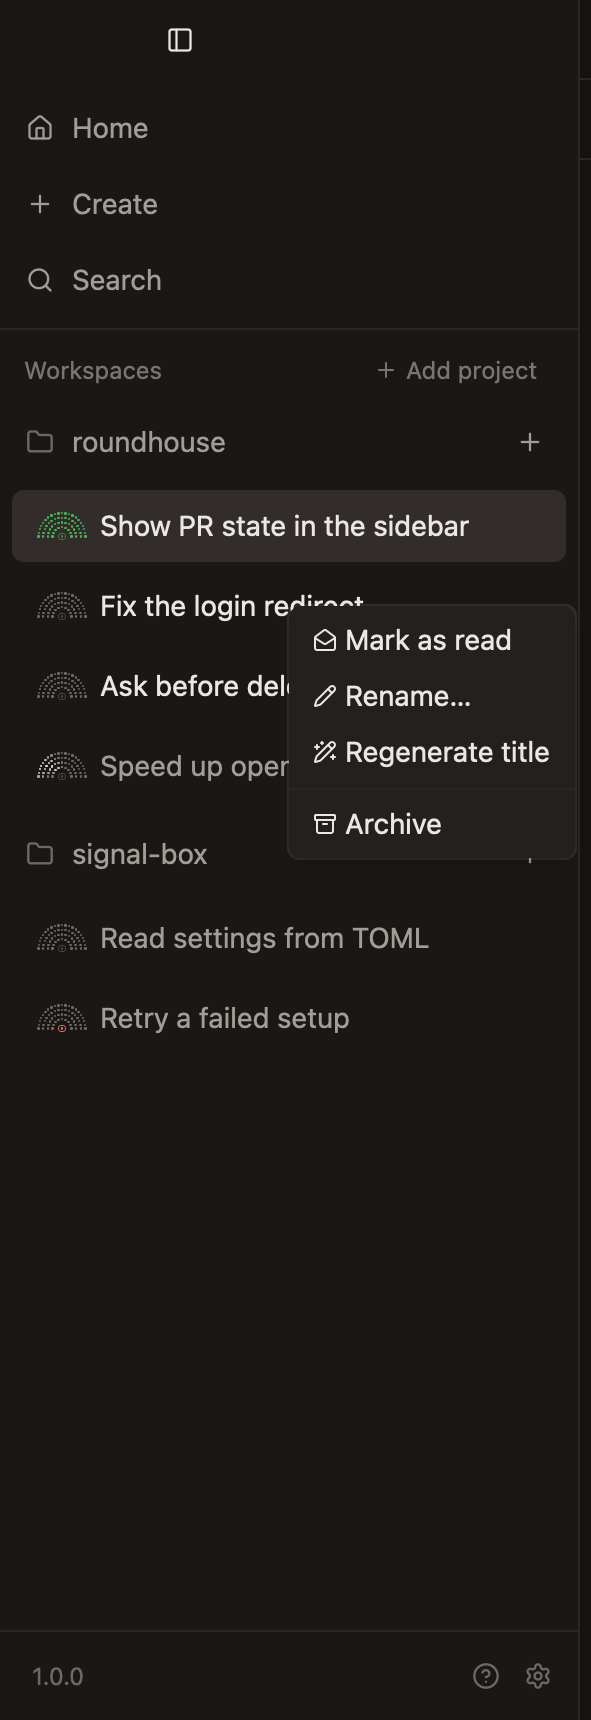 Home
Create
Search
Workspaces
Add project
roundhouse
Show PR state in the sidebar
Fix the login redirect
Mark as read
Ask before
Rename...
Speed up
Regenerate title
Archive
signal-box
Read settings from TOML
Retry a failed setup
1.0.0